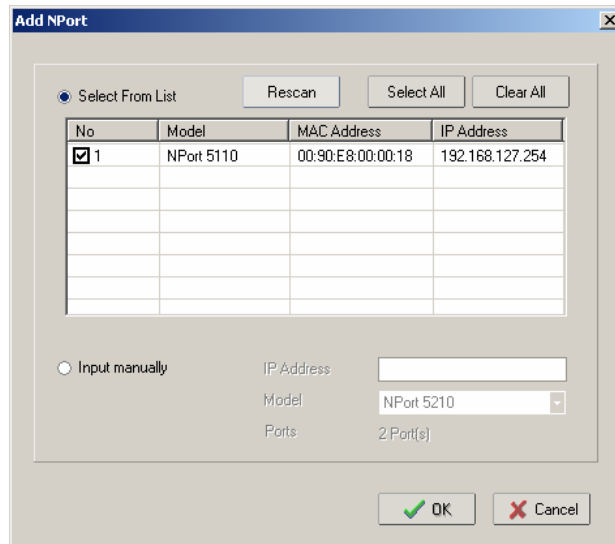 Add NPort
Select From List Rescan Select All Clear All
No Model MAC Address IP Address
1 NPort 5110 00:90:E8:00:00:18 192.168.127.254
Input manually IP Address
Model NPort 5210
Ports 2 Port(s)
OK Cancel